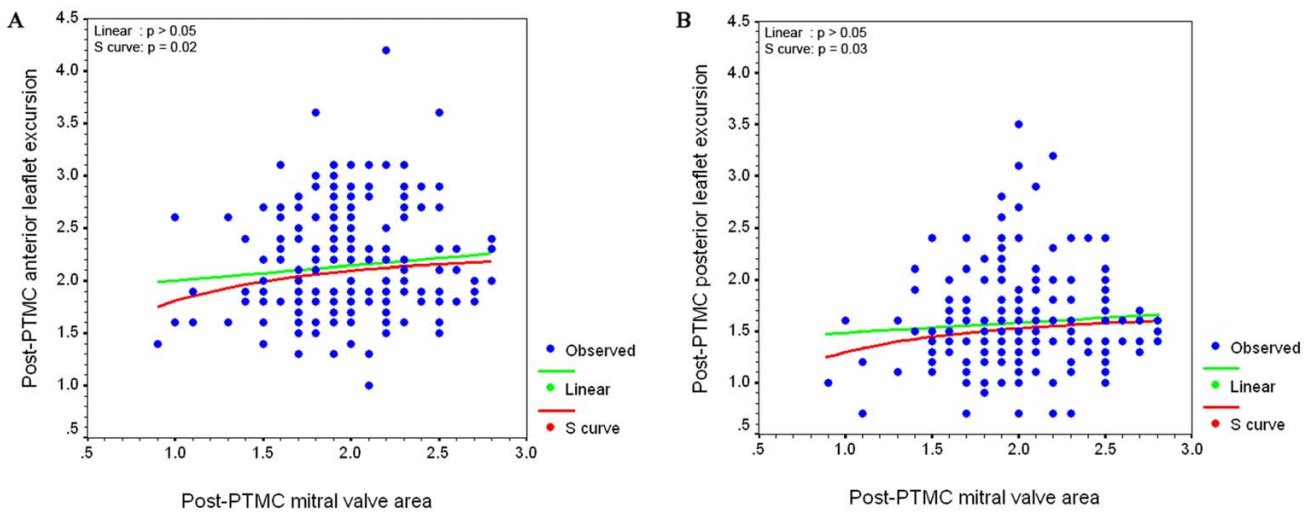 A
Linear : p > 0.05
S curve: p = 0.02
Post-PTMC anterior leaflet excursion
4.5
4.0
3.5
3.0
2.5
2.0
1.5
1.0
.5
.5 1.0 1.5 2.0 2.5 3.0
Post-PTMC mitral valve area
Observed
Linear
S curve
B
Linear : p > 0.05
S curve: p = 0.03
Post-PTMC posterior leaflet excursion
4.5
4.0
3.5
3.0
2.5
2.0
1.5
1.0
.5
.5 1.0 1.5 2.0 2.5 3.0
Post-PTMC mitral valve area
Observed
Linear
S curve